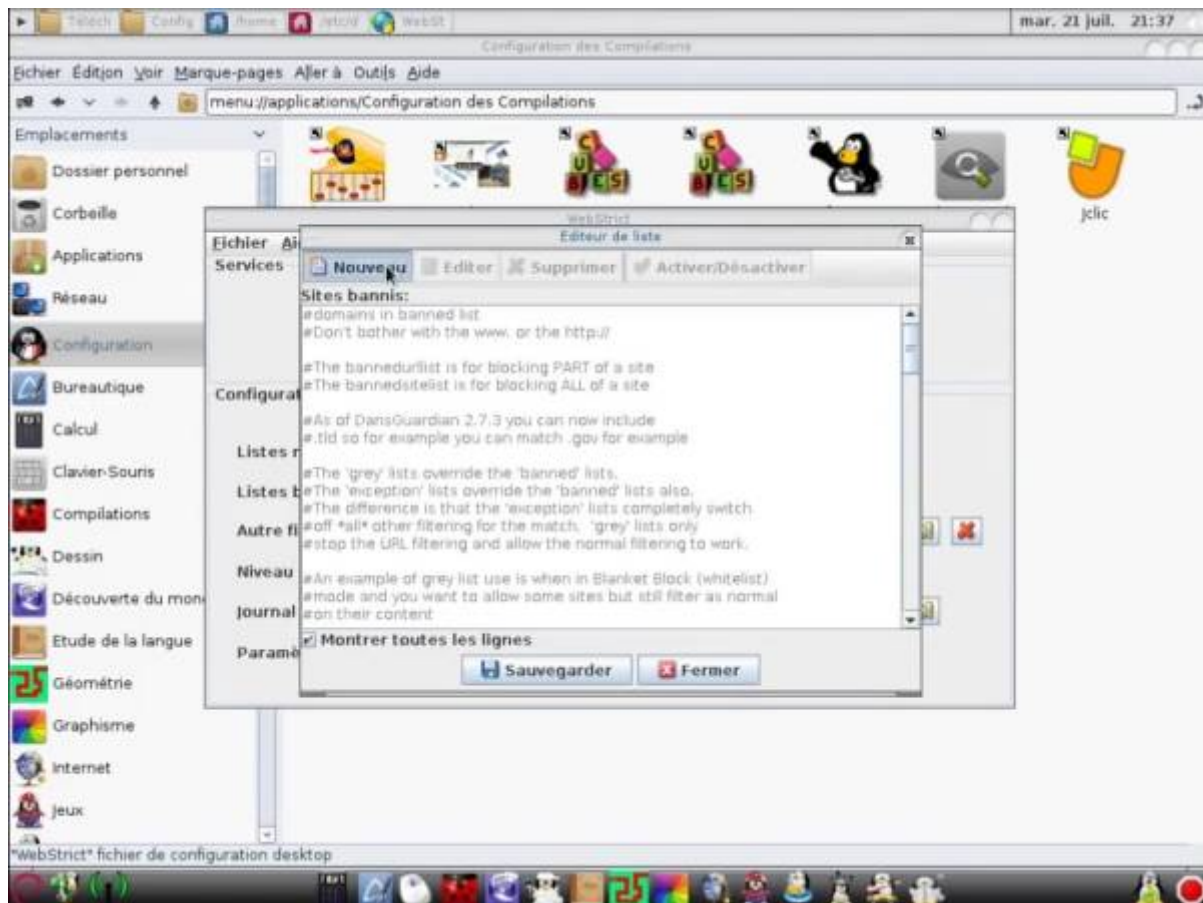 Téléch Config /home /etc/d WebSt mar. 21 juil. 21:37
Configuration des Compilations
Fichier Édition Voir Marque-pages Aller à Outils Aide
menu://applications/Configuration des Compilations
Emplacements
Dossier personnel
Corbeille
Applications
Réseau
Configuration
Bureautique
Calcul
Clavier-Souris
Compilations
Dessin
Découverte du mon
Etude de la langue
Géométrie
Graphisme
Internet
Jeux
CUBES
CUBES
Jclic
WebStrict
Fichier Ai
Services
Configurat
Listes r
Listes b
Autre fi
Niveau
Journal
Paramè
Editeur de liste
Nouveau Editer Supprimer Activer/Désactiver
Sites bannis:
#domains in banned list
#Don't bother with the www. or the http://
#The bannedurllist is for blocking PART of a site
#The bannedsitelist is for blocking ALL of a site
#As of DansGuardian 2.7.3 you can now include
#.tld so for example you can match .gov for example
#The 'grey' lists override the 'banned' lists.
#The 'exception' lists override the 'banned' lists also.
#The difference is that the 'exception' lists completely switch
#off *all* other filtering for the match. 'grey' lists only
#stop the URL filtering and allow the normal filtering to work.
#An example of grey list use is when in Blanket Block (whitelist)
#mode and you want to allow some sites but still filter as normal
#on their content
Montrer toutes les lignes
Sauvegarder Fermer
"WebStrict" fichier de configuration desktop